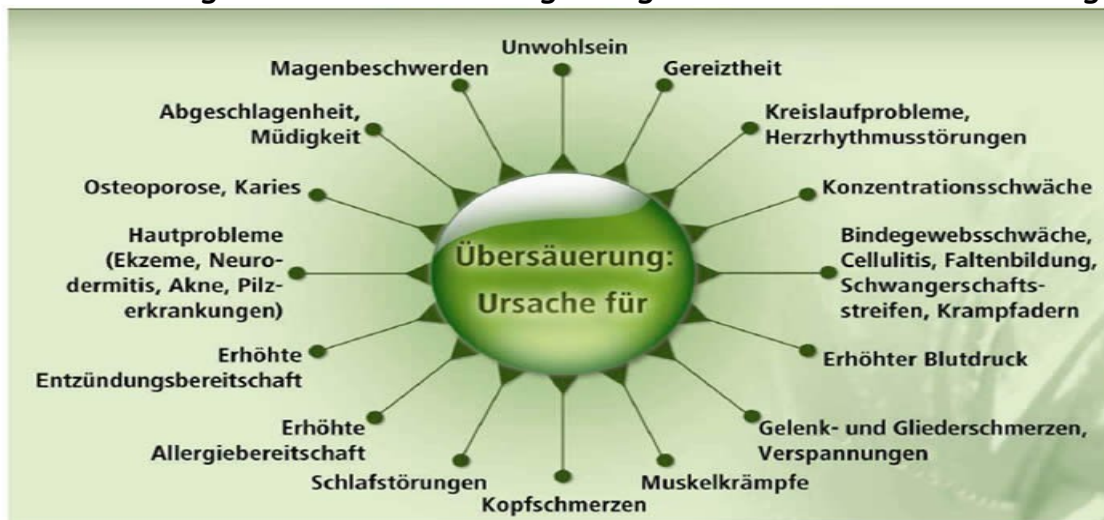 Übersäuerung:
Ursache für
Unwohlsein
Gereiztheit
Kreislaufprobleme,
Herzrhythmusstörungen
Konzentrationsschwäche
Bindegewebsschwäche,
Cellulitis, Faltenbildung,
Schwangerschafts-
streifen, Krampfadern
Erhöhter Blutdruck
Gelenk- und Gliederschmerzen,
Verspannungen
Muskelkrämpfe
Kopfschmerzen
Schlafstörungen
Erhöhte
Allergiebereitschaft
Erhöhte
Entzündungsbereitschaft
Hautprobleme
(Ekzeme, Neuro-
dermitis, Akne, Pilz-
erkrankungen)
Osteoporose, Karies
Abgeschlagenheit,
Müdigkeit
Magenbeschwerden